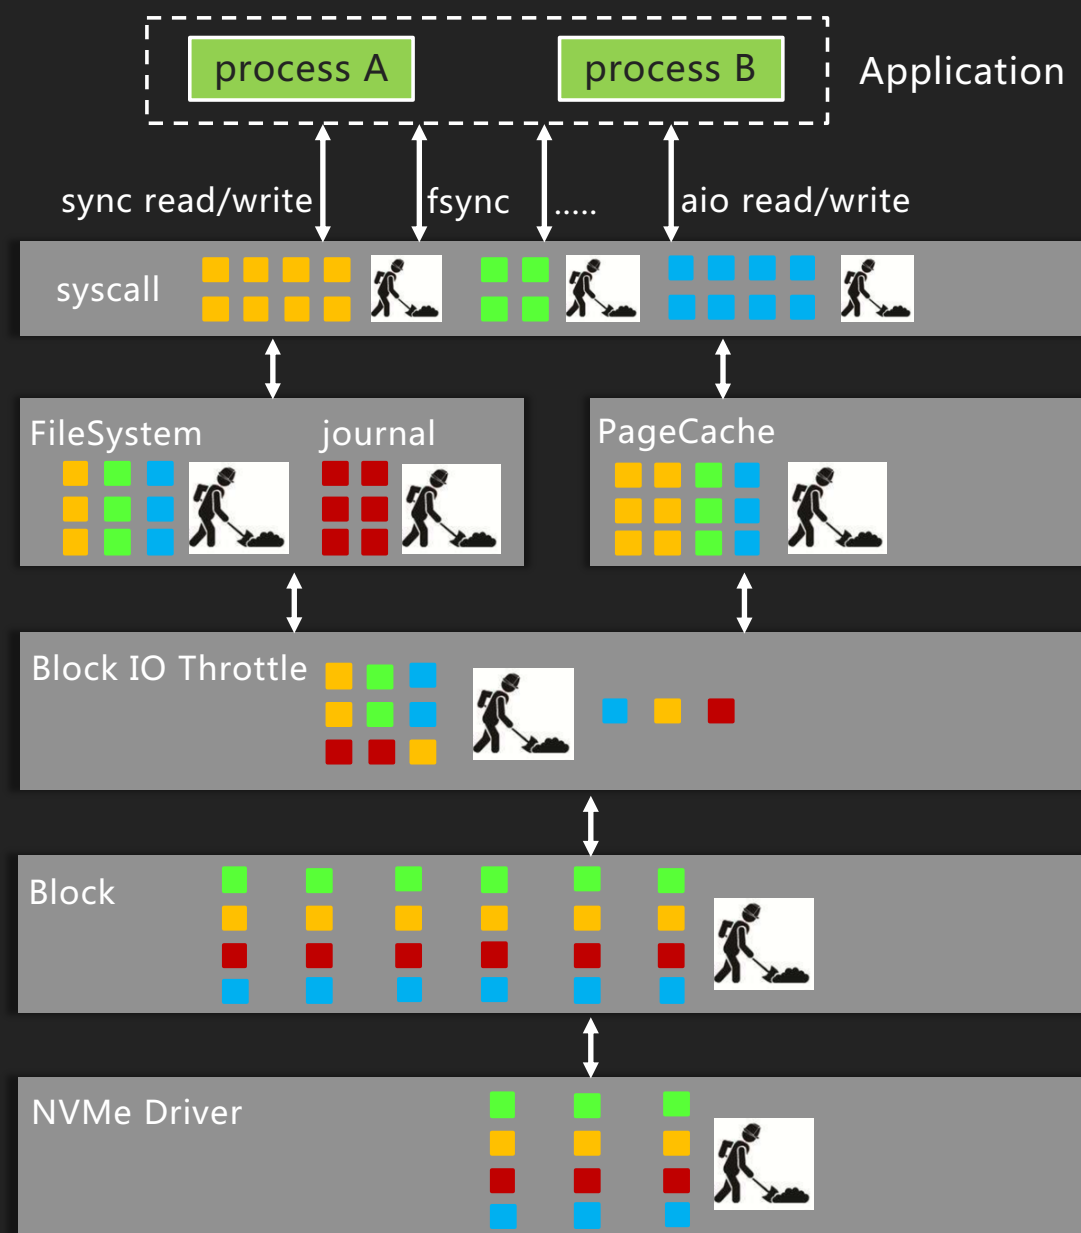 process A
process B
Application
sync read/write
fsync
.....
aio read/write
syscall
FileSystem
journal
PageCache
Block IO Throttle
Block
NVMe Driver